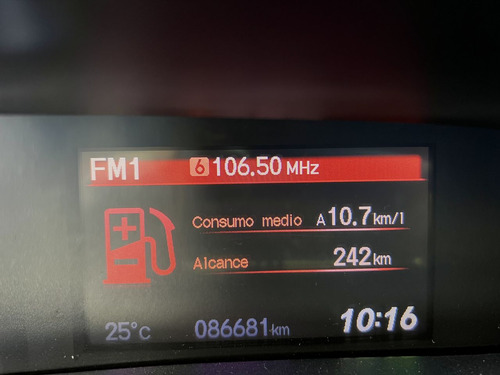 FM1 6 106.50 MHz
Consumo medio A 10.7 km/l
Alcance 242 km
25°C 086681 km 10:16